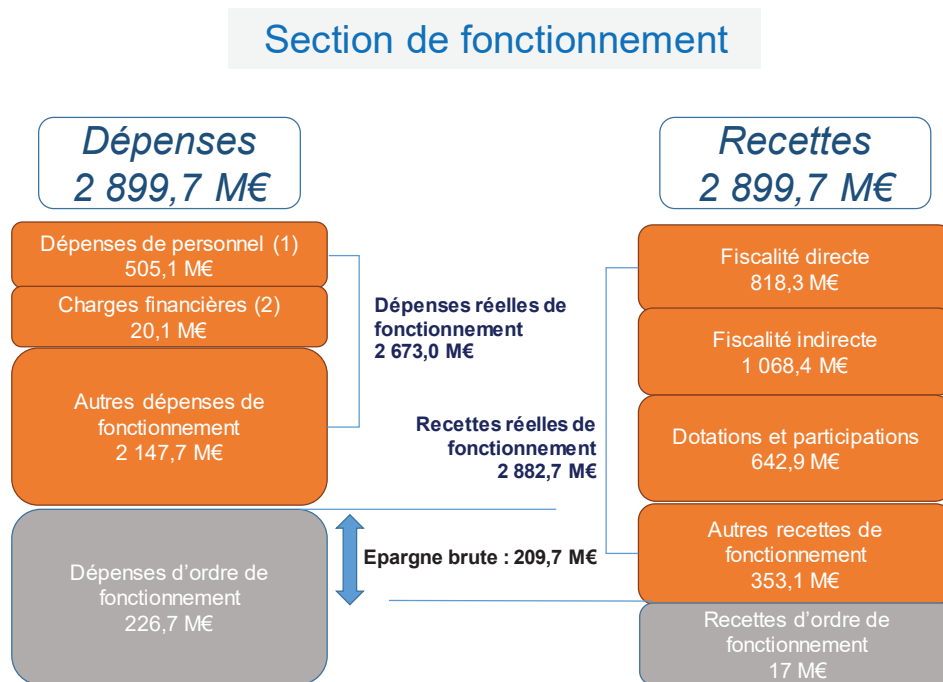 Section de fonctionnement
Dépenses
2 899,7 M€
Dépenses de personnel (1)
505,1 M€
Charges financières (2)
20,1 M€
Autres dépenses de
fonctionnement
2 147,7 M€
Dépenses d’ordre de
fonctionnement
226,7 M€
Dépenses réelles de
fonctionnement
2 673,0 M€
Recettes réelles de
fonctionnement
2 882,7 M€
Epargne brute : 209,7 M€
Recettes
2 899,7 M€
Fiscalité directe
818,3 M€
Fiscalité indirecte
1 068,4 M€
Dotations et participations
642,9 M€
Autres recettes de
fonctionnement
353,1 M€
Recettes d’ordre de
fonctionnement
17 M€